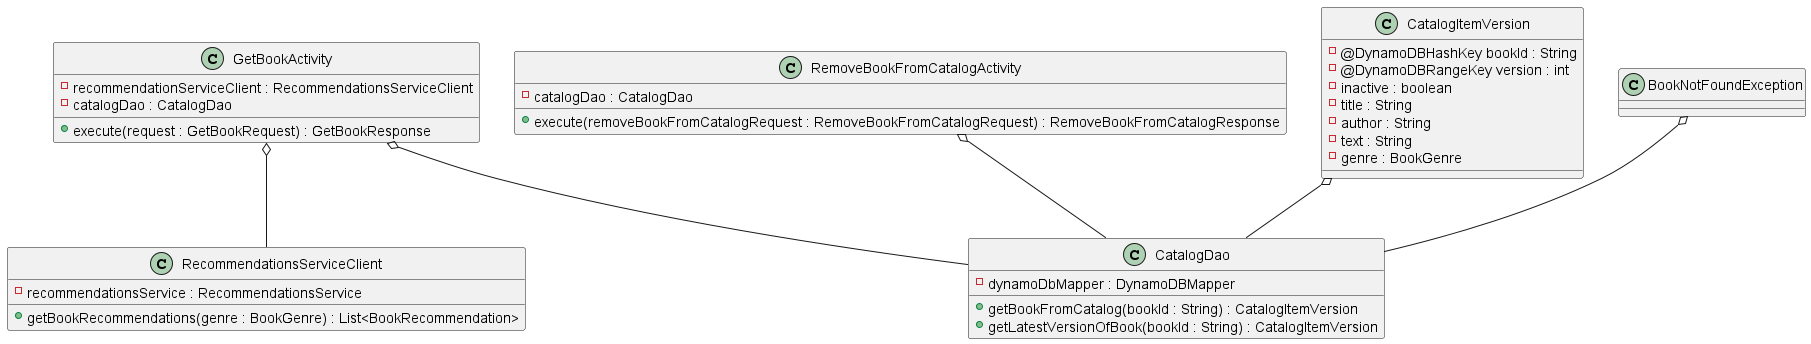 C GetBookActivity
recommendationServiceClient : RecommendationsServiceClient
catalogDao : CatalogDao
execute(request : GetBookRequest) : GetBookResponse
C RemoveBookFromCatalogActivity
catalogDao : CatalogDao
execute(removeBookFromCatalogRequest : RemoveBookFromCatalogRequest) : RemoveBookFromCatalogResponse
C CatalogItemVersion
@DynamoDBHashKey bookId : String
@DynamoDBRangeKey version : int
inactive : boolean
title : String
author : String
text : String
genre : BookGenre
C BookNotFoundException
C RecommendationsServiceClient
recommendationsService : RecommendationsService
getBookRecommendations(genre : BookGenre) : List<BookRecommendation>
C CatalogDao
dynamoDbMapper : DynamoDBMapper
getBookFromCatalog(bookId : String) : CatalogItemVersion
getLatestVersionOfBook(bookId : String) : CatalogItemVersion